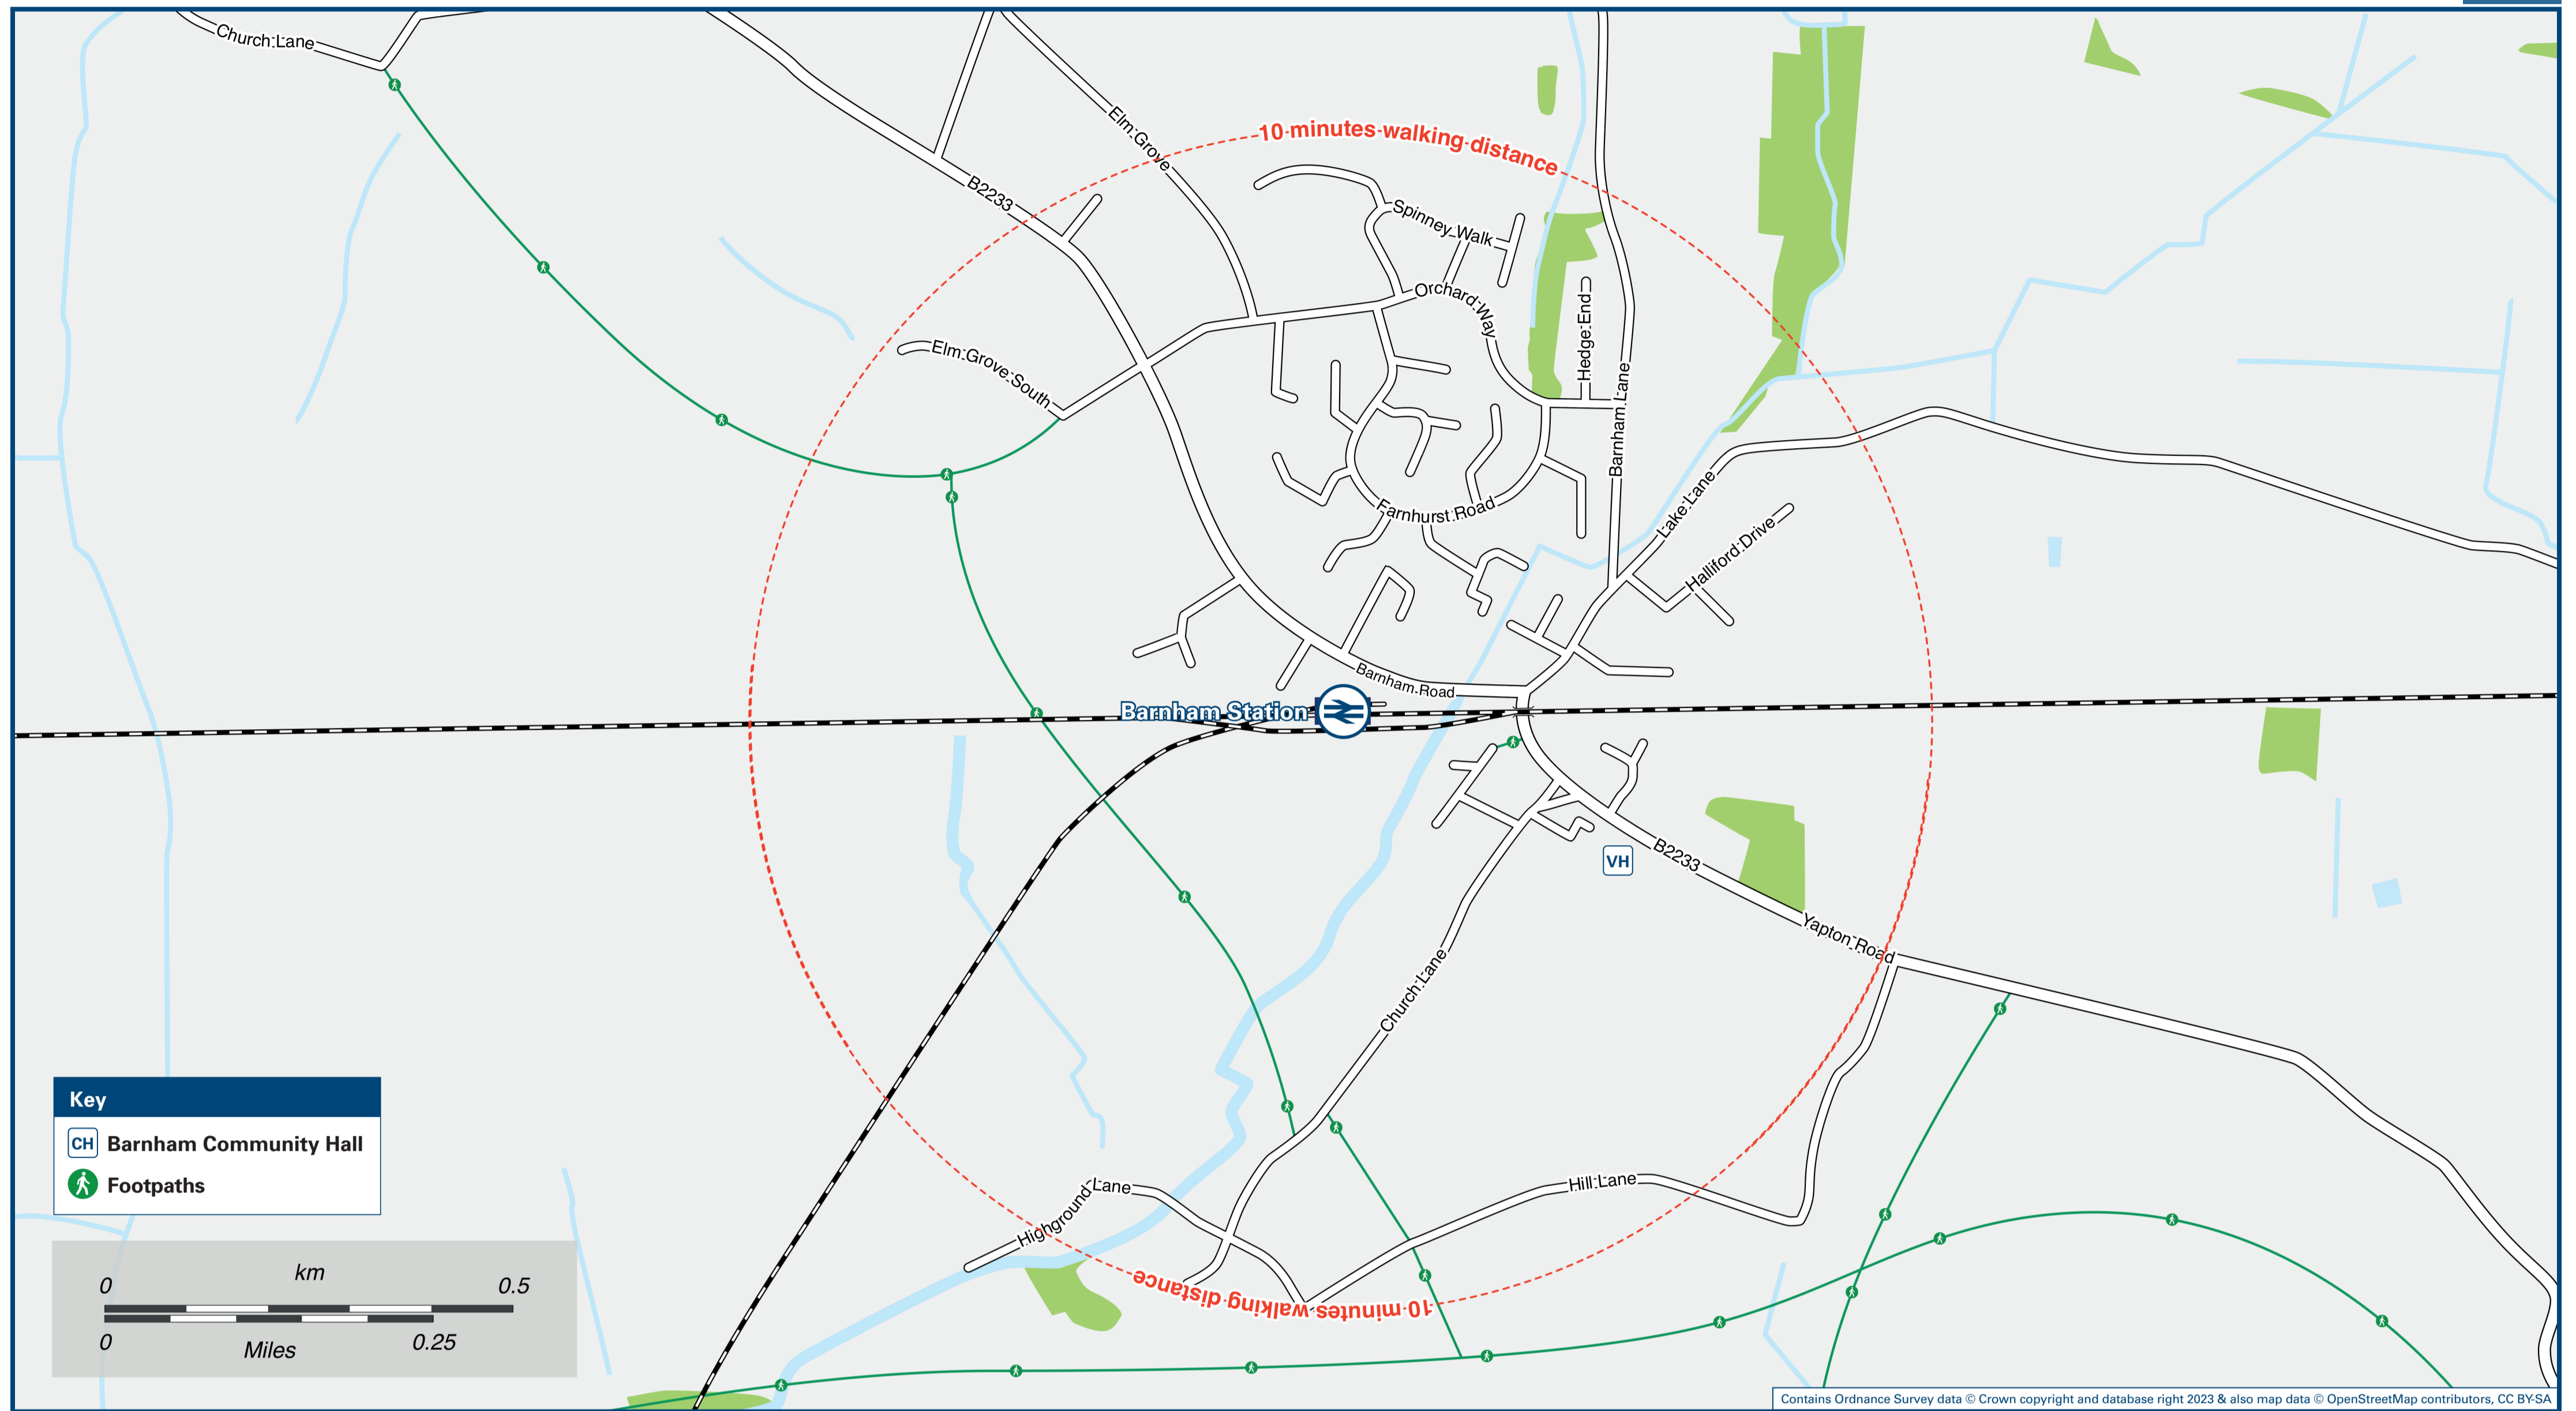 Church Lane
Elm Grove
10 minutes walking distance
B2233
Spinney Walk
Orchard Way
Hedge End
Elm Grove South
Barnham Lane
Lake Lane
Farnhurst Road
Halliford Drive
Barnham Road
Barnham Station
VH
B2233
Yapton Road
Church Lane
Highground Lane
Hill Lane
10 minutes walking distance
Key
CH Barnham Community Hall
Footpaths
km
0 0.5
0 0.25
Miles
Contains Ordnance Survey data © Crown copyright and database right 2023 & also map data © OpenStreetMap contributors, CC BY-SA